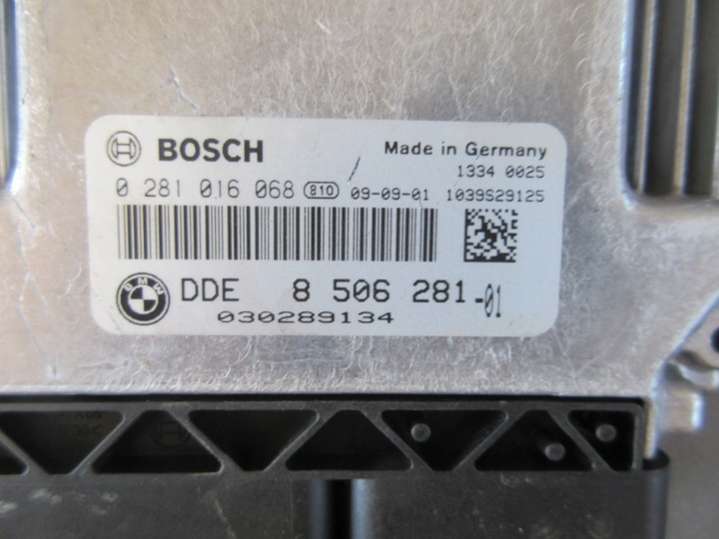 BOSCH
Made in Germany
1334 0025
0 281 016 068 810 09-09-01 1039S29125
BMW DDE 8 506 281-01
030289134